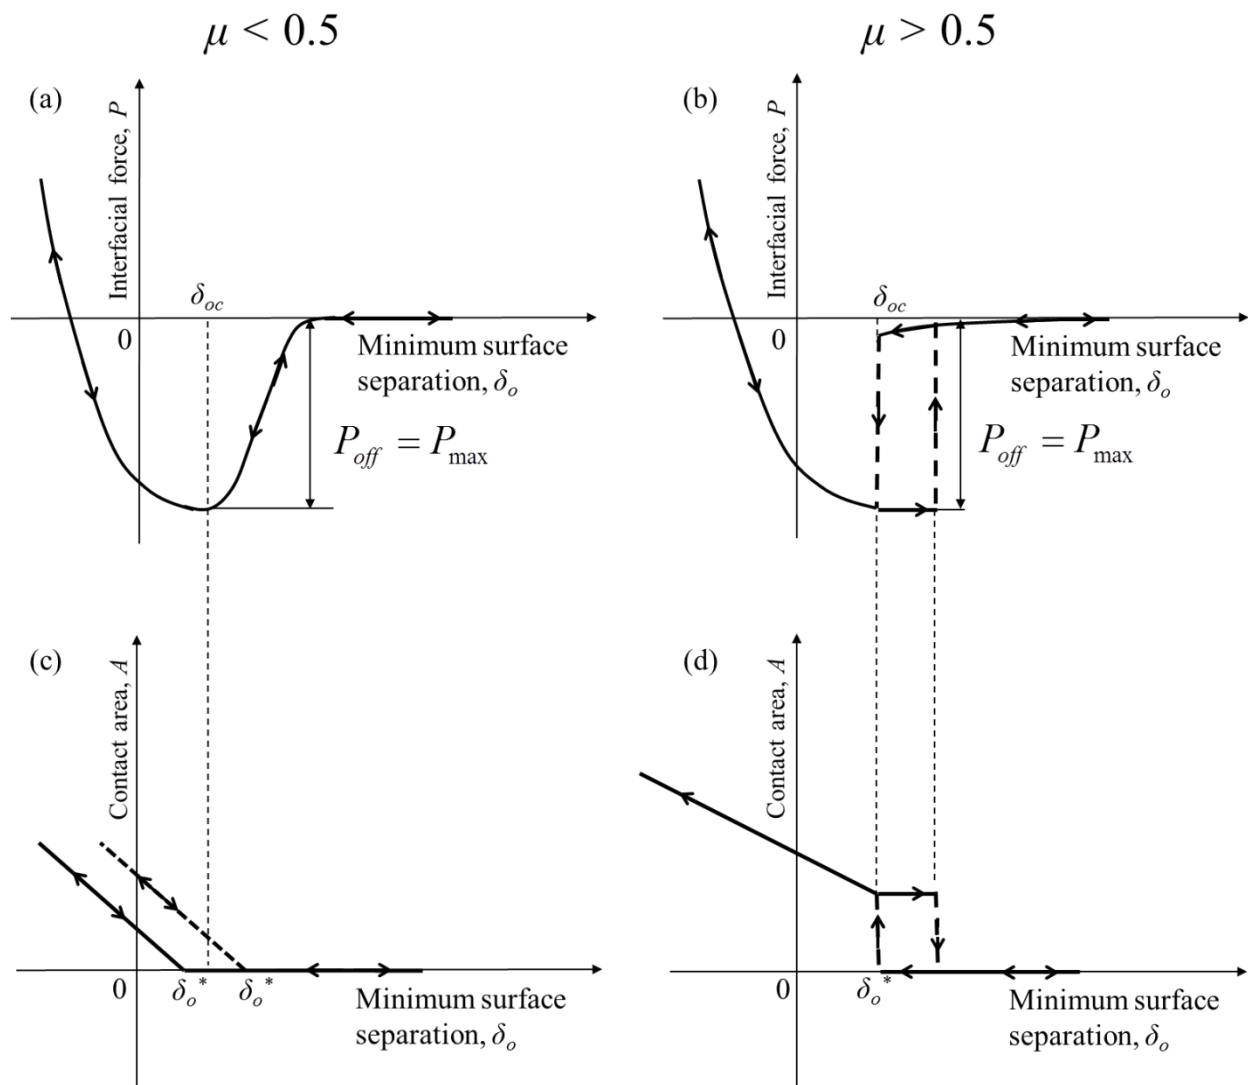 μ < 0.5
μ > 0.5
(a)
Interfacial force, P
δoc
0
Minimum surface
separation, δo
Poff = Pmax
(b)
Interfacial force, P
δoc
0
Minimum surface
separation, δo
Poff = Pmax
(c)
Contact area, A
0
δo*
δo*
Minimum surface
separation, δo
(d)
Contact area, A
0
δo*
Minimum surface
separation, δo